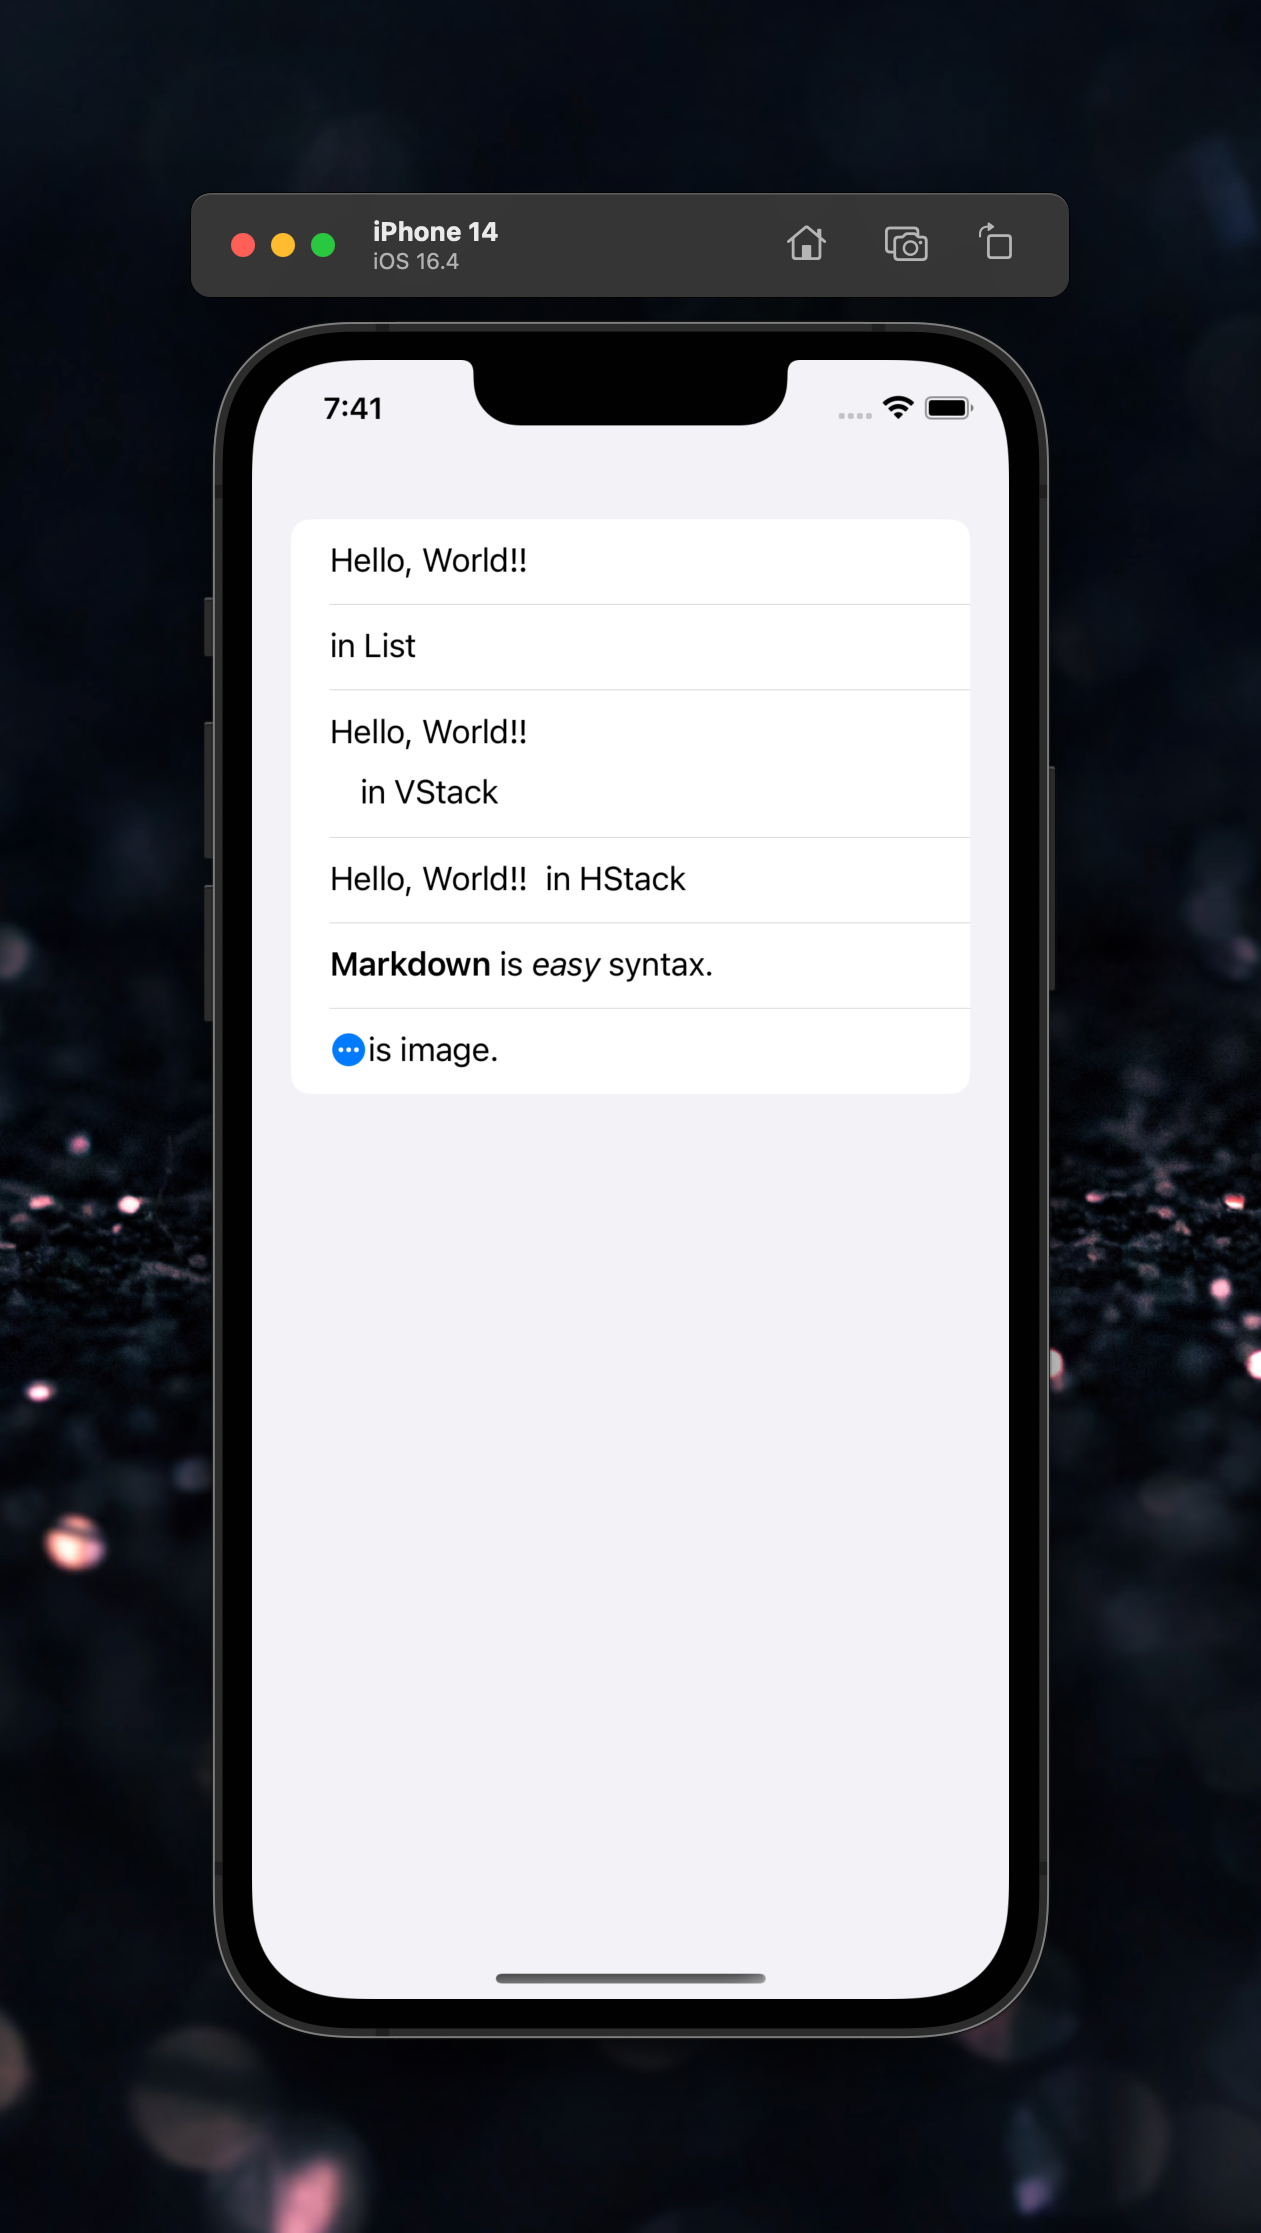 iPhone 14
iOS 16.4
7:41
Hello, World!!
in List
Hello, World!!
in VStack
Hello, World!! in HStack
Markdown is easy syntax.
is image.